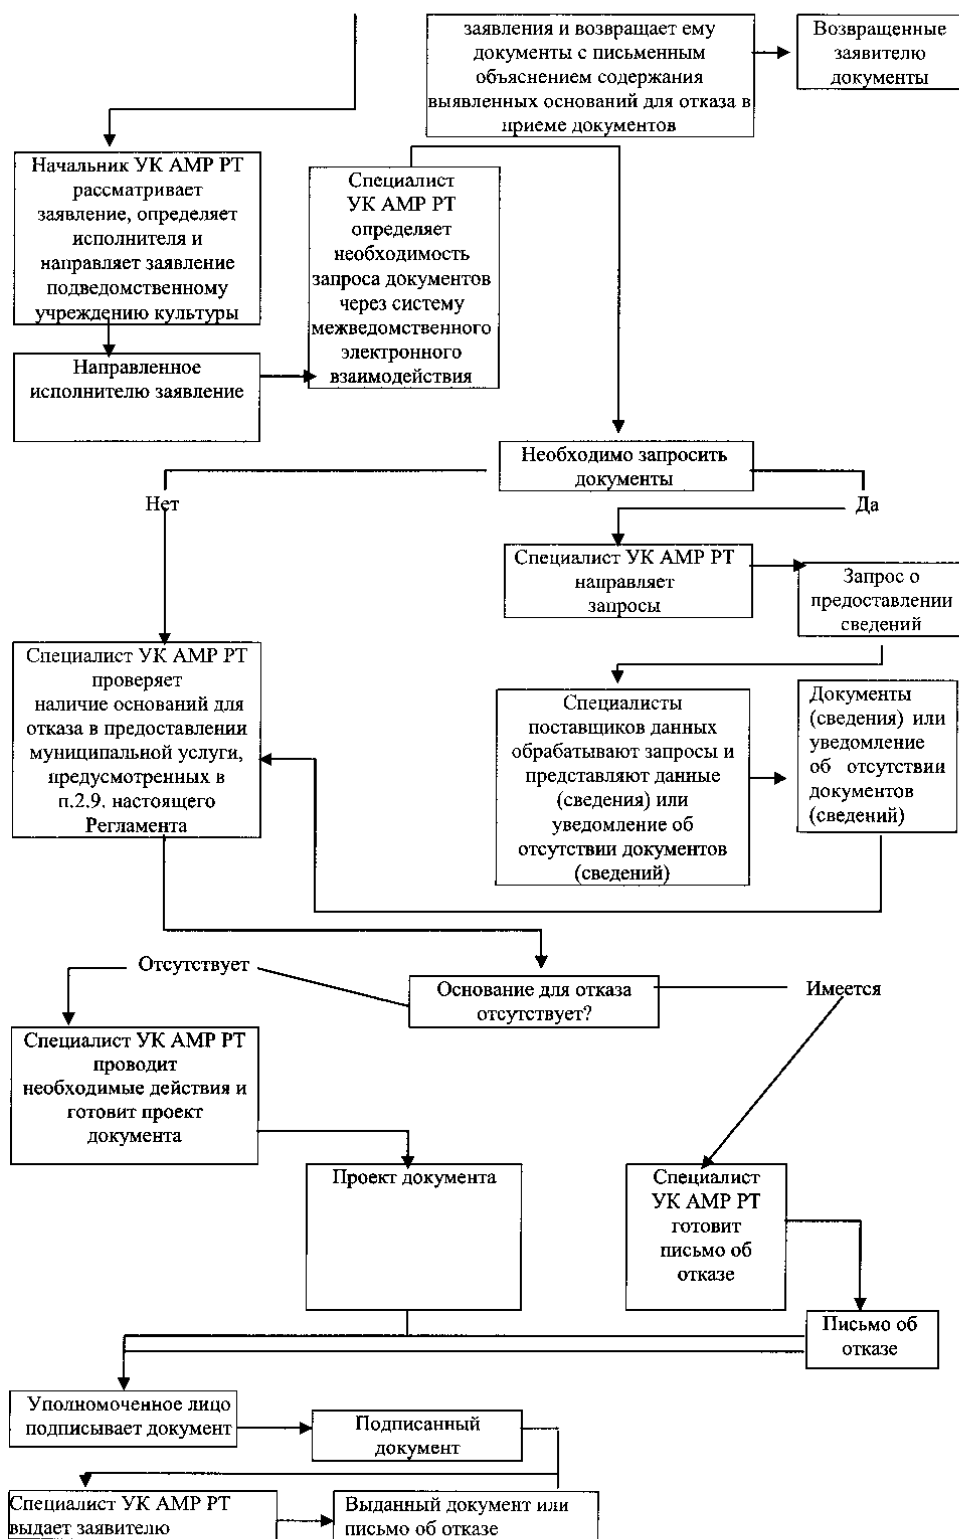 заявления и возвращает ему
документы с письменным
объяснением содержания
выявленных оснований для отказа в
приеме документов
Возвращенные
заявителю
документы
Начальник УК АМР РТ
рассматривает
заявление, определяет
исполнителя и
направляет заявление
подведомственному
учреждению культуры
Специалист
УК АМР РТ
определяет
необходимость
запроса документов
через систему
межведомственного
электронного
взаимодействия
Направленное
исполнителю заявление
Необходимо запросить
документы
Нет
Да
Специалист УК АМР РТ
направляет
запросы
Запрос о
предоставлении
сведений
Специалист УК АМР РТ
проверяет
наличие оснований для
отказа в предоставлении
муниципальной услуги,
предусмотренных в
п.2.9. настоящего
Регламента
Специалисты
поставщиков данных
обрабатывают запросы и
представляют данные
(сведения) или
уведомление об
отсутствии документов
(сведений)
Документы
(сведения) или
уведомление
об отсутствии
документов
(сведений)
Отсутствует
Основание для отказа
отсутствует?
Имеется
Специалист УК АМР РТ
проводит
необходимые действия и
готовит проект
документа
Проект документа
Специалист
УК АМР РТ
готовит
письмо об
отказе
Письмо об
отказе
Уполномоченное лицо
подписывает документ
Подписанный
документ
Специалист УК АМР РТ
выдает заявителю
Выданный документ или
письмо об отказе